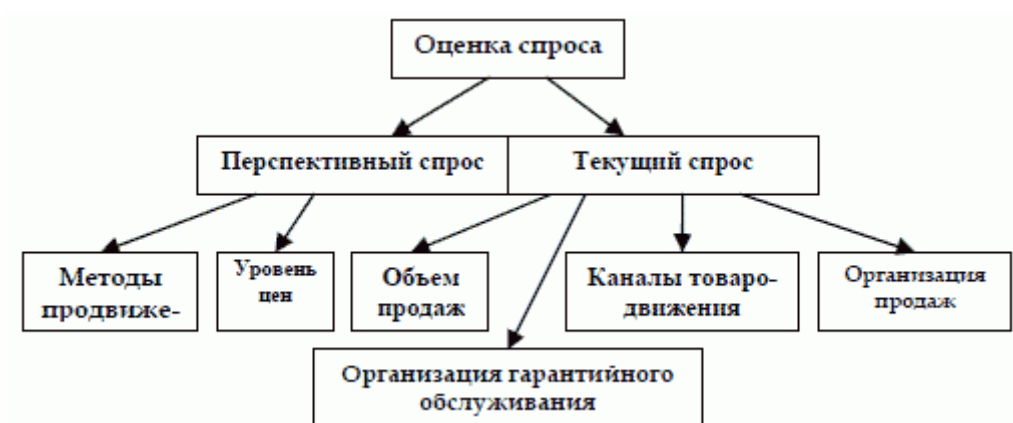 Оценка спроса
Перспективный спрос
Текущий спрос
Методы
продвиже-
Уровень
цен
Объем
продаж
Каналы товаро-
движения
Организация
продаж
Организация гарантийного
обслуживания